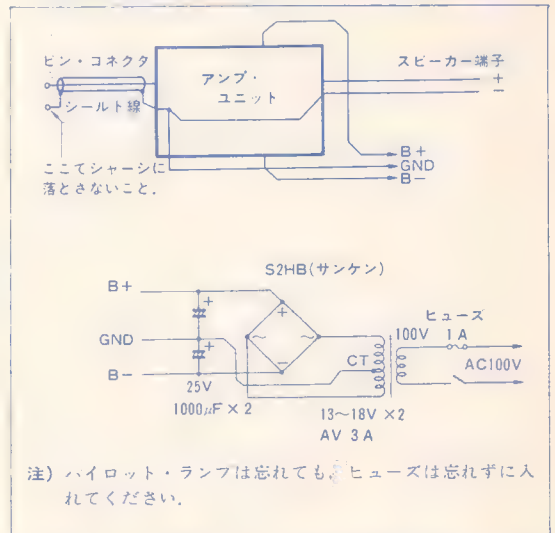 ピン・コネクタ
アンプ・
ユニット
スピーカー端子
+
−
シールト線
ここでシャーシに
落とさないこと.
B+
GND
B−
S2HB(サンケン)
B+
GND
B−
+
+
25V
1000μF×2
+
−
~
~
CT
13〜18V ×2
AV 3A
100V
ヒューズ
1A
AC100V
注) ハイロット・ランプは忘れても, ヒューズは忘れずに入
れてください.